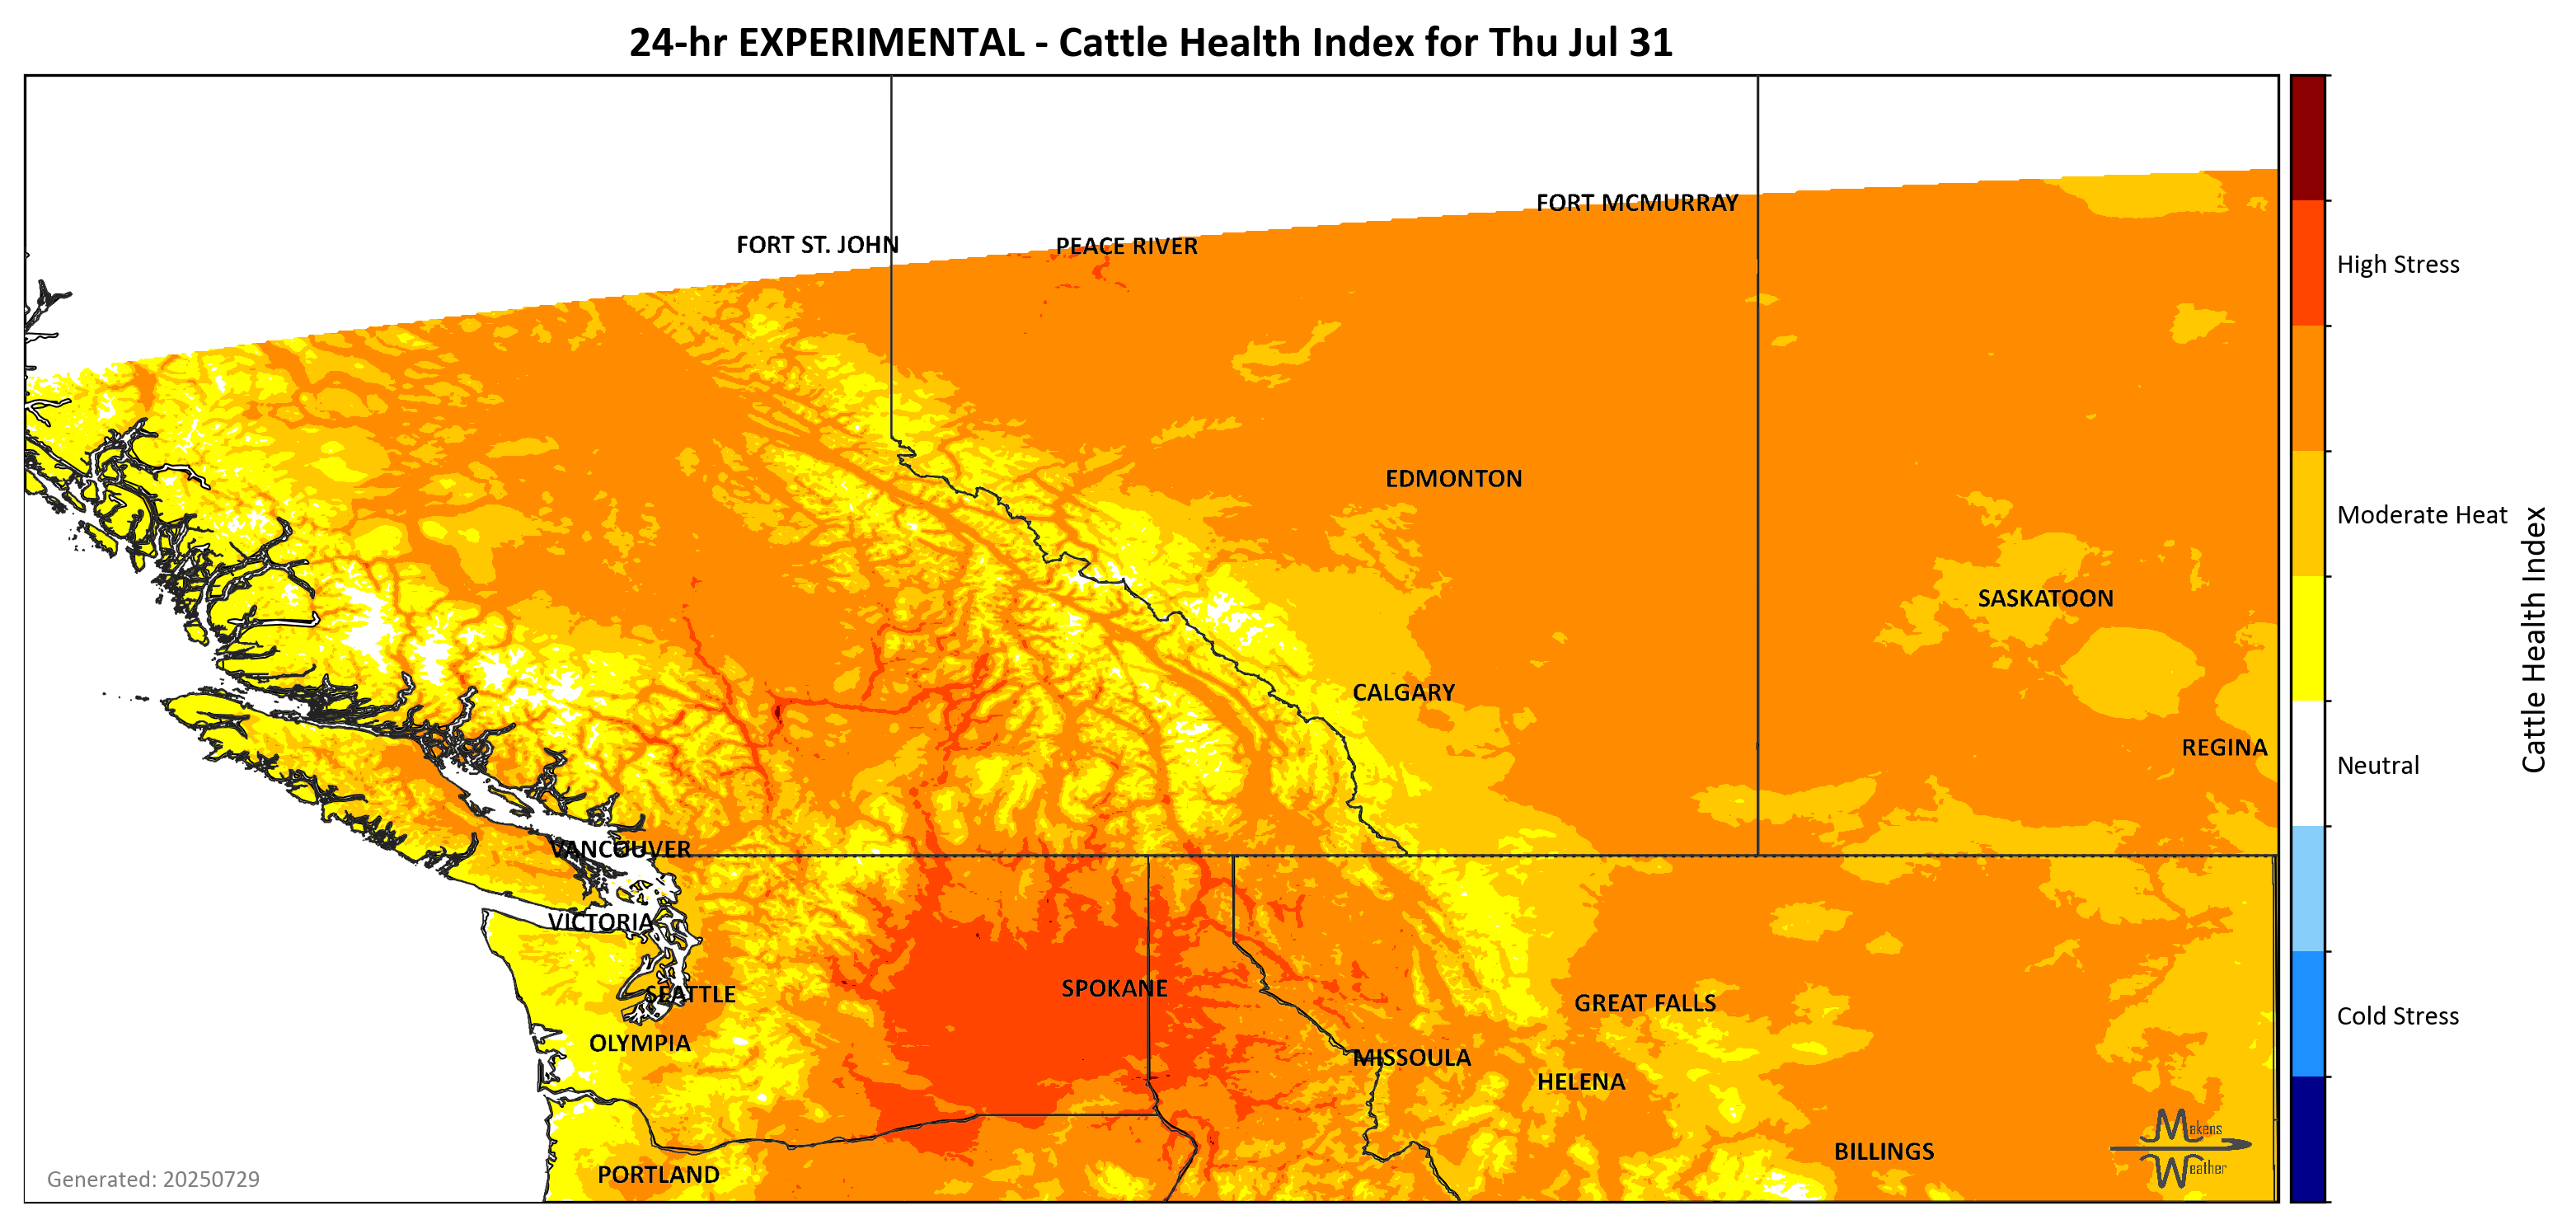 24-hr EXPERIMENTAL - Cattle Health Index for Thu Jul 31
FORT MCMURRAY
FORT ST. JOHN
PEACE RIVER
High Stress
EDMONTON
Moderate Heat
SASKATOON
CALGARY
Cattle Health Index
REGINA
Neutral
VANCOUVER
VICTORIA
SPOKANE
SEATTLE
GREAT FALLS
Cold Stress
OLYMPIA
MISSOULA
HELENA
Makens
Weather
BILLINGS
PORTLAND
Generated: 20250729